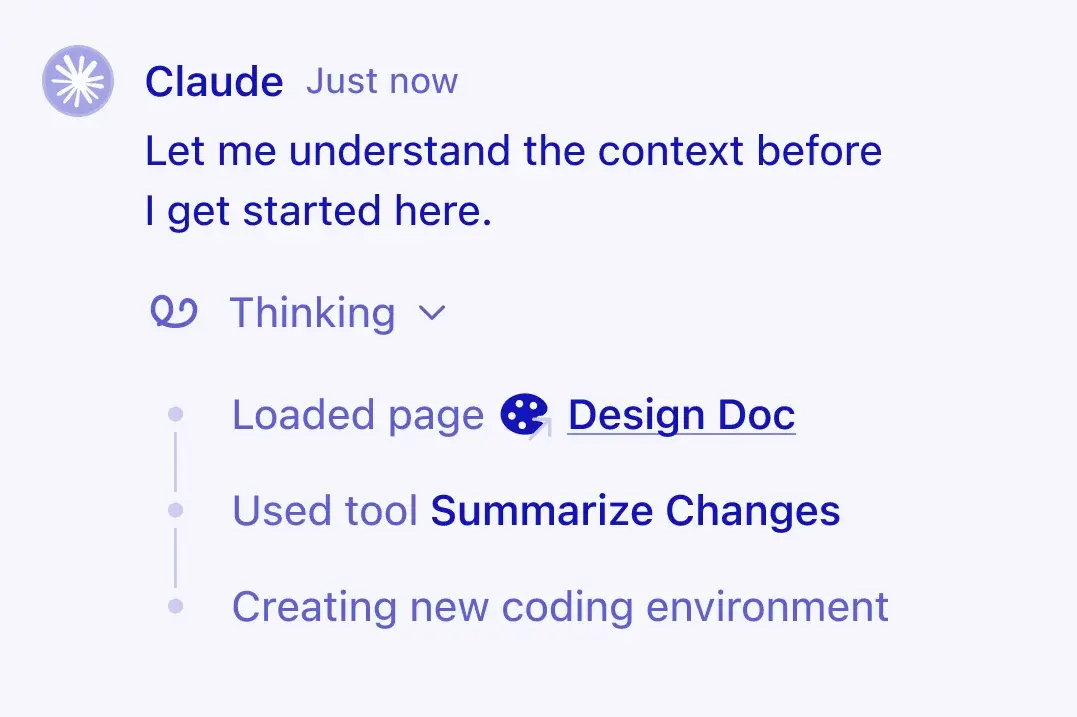 Claude Just now
Let me understand the context before
I get started here.
Thinking
Loaded page Design Doc
Used tool Summarize Changes
Creating new coding environment